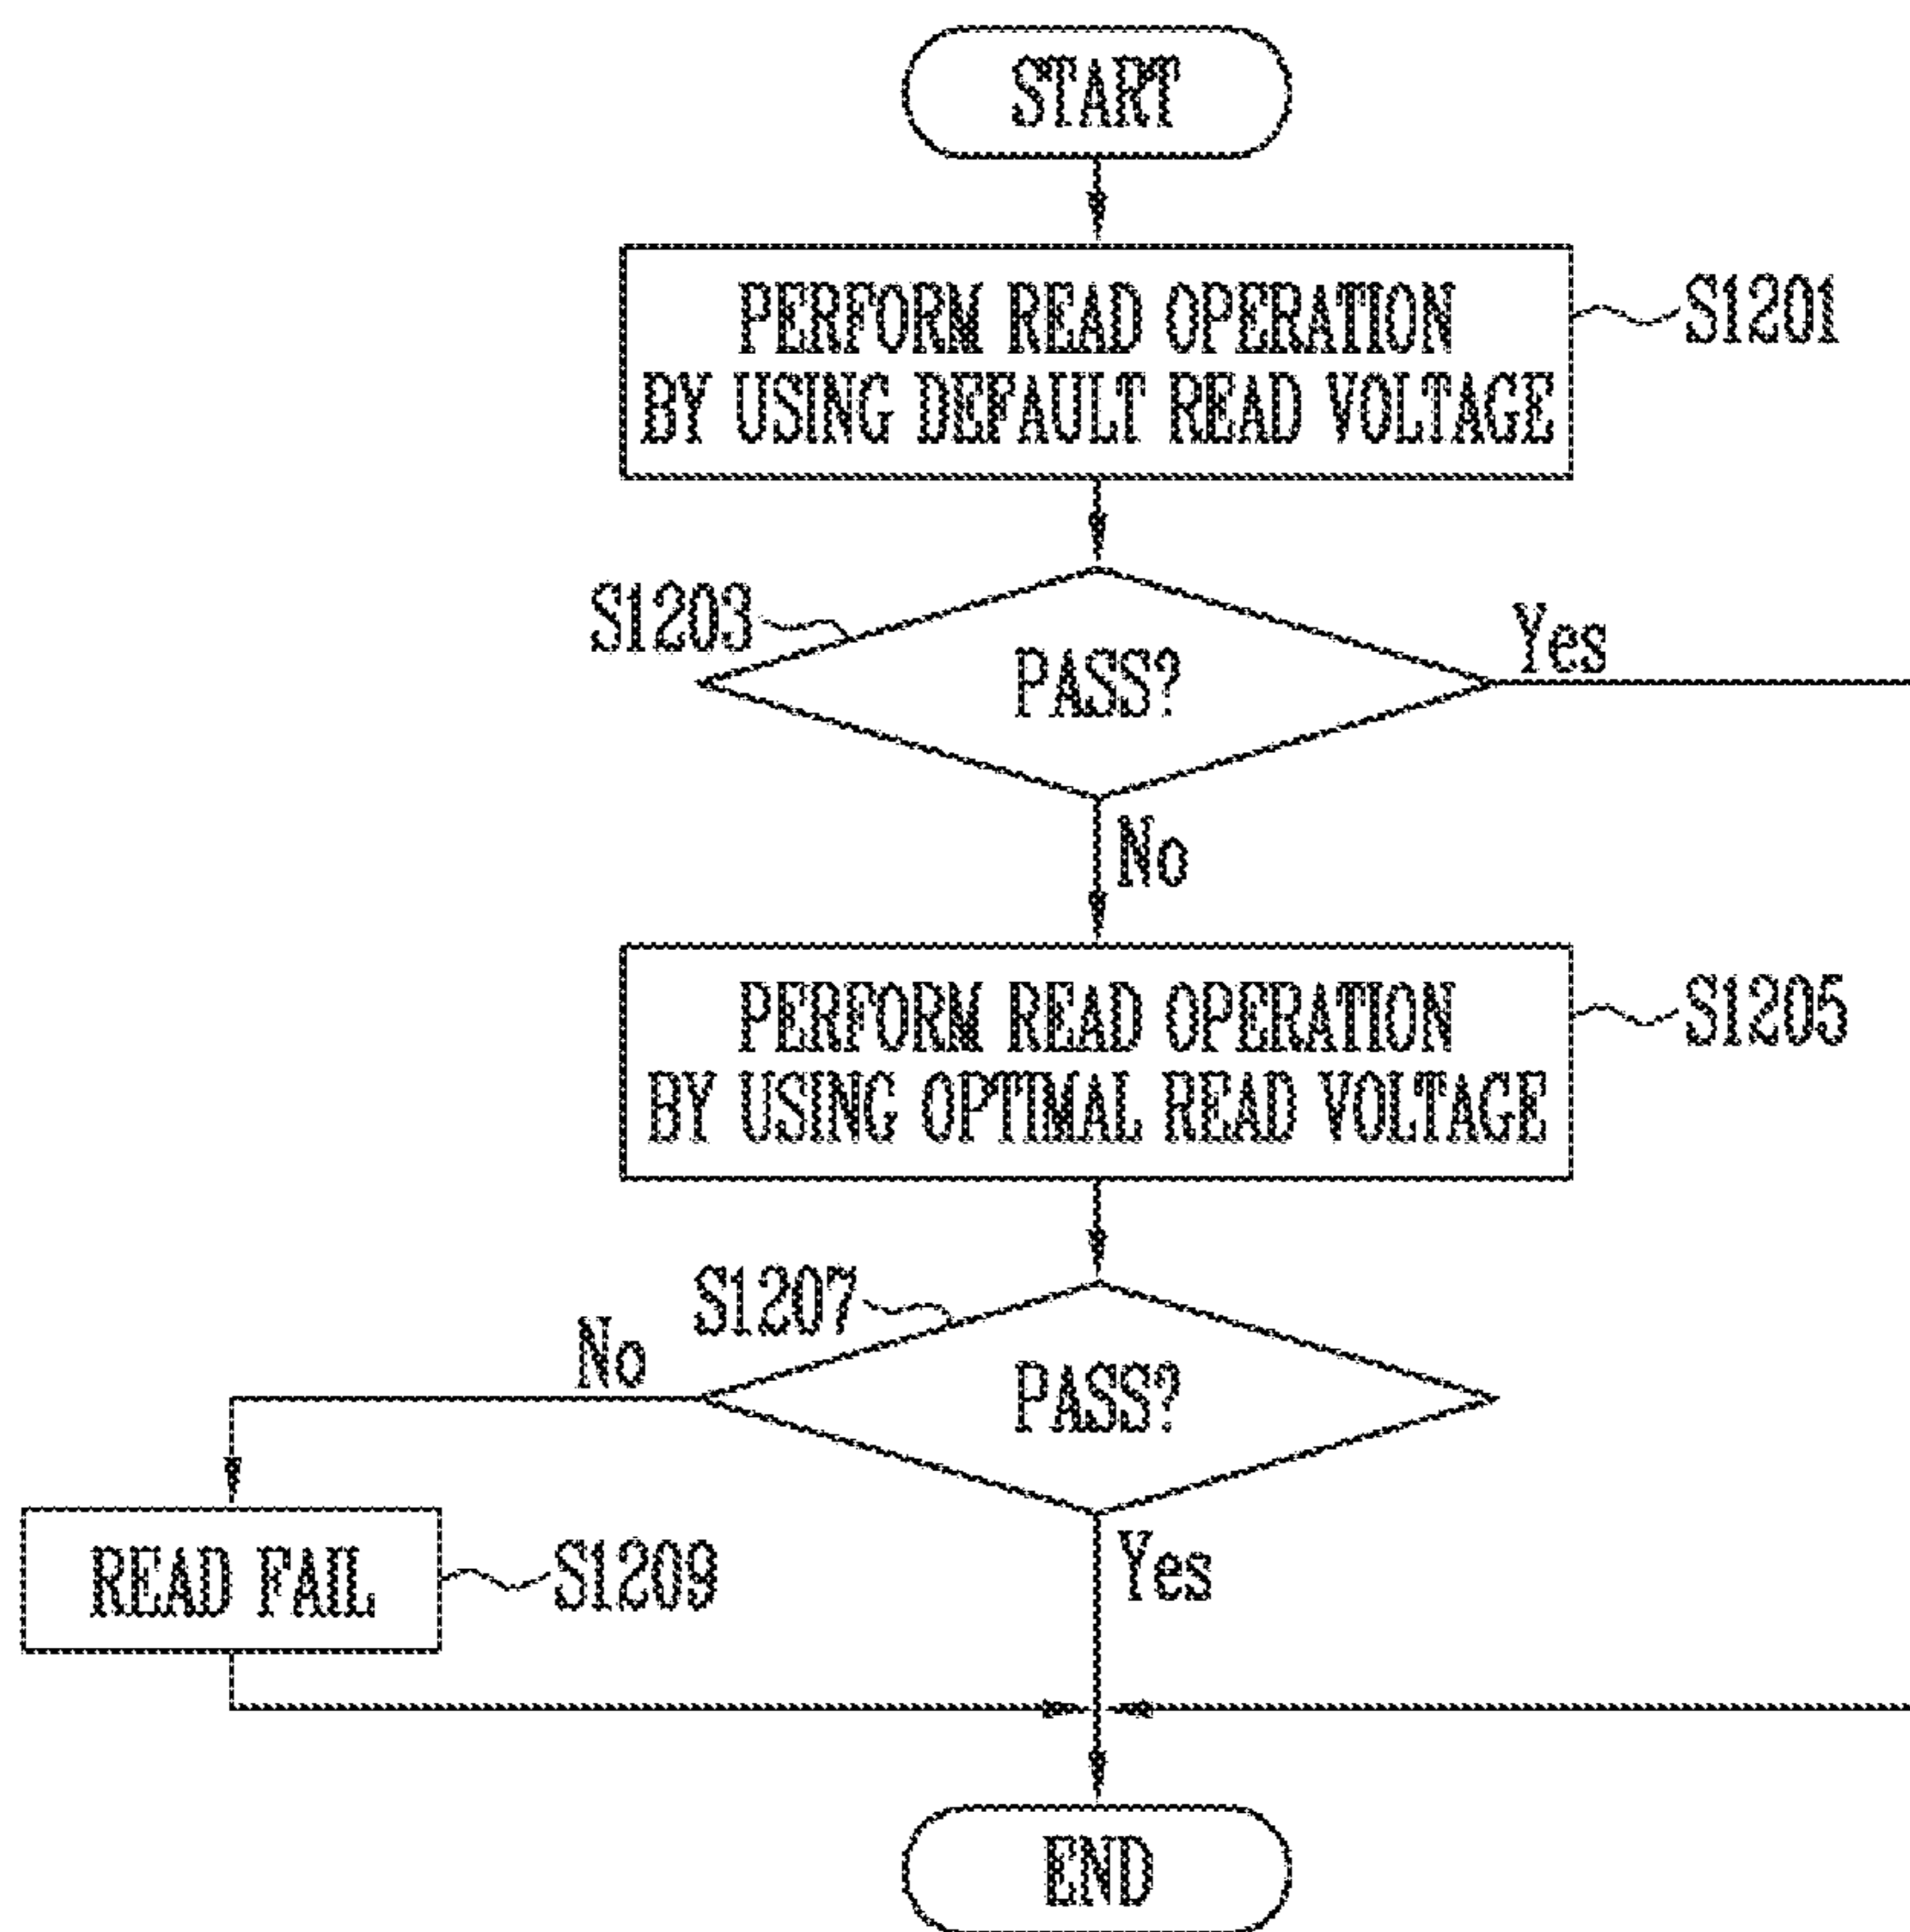 START
PERFORM READ OPERATION
BY USING DEFAULT READ VOLTAGE
S1201
S1203
PASS?
Yes
No
PERFORM READ OPERATION
BY USING OPTIMAL READ VOLTAGE
S1205
S1207
No
PASS?
READ FAIL
S1209
Yes
END